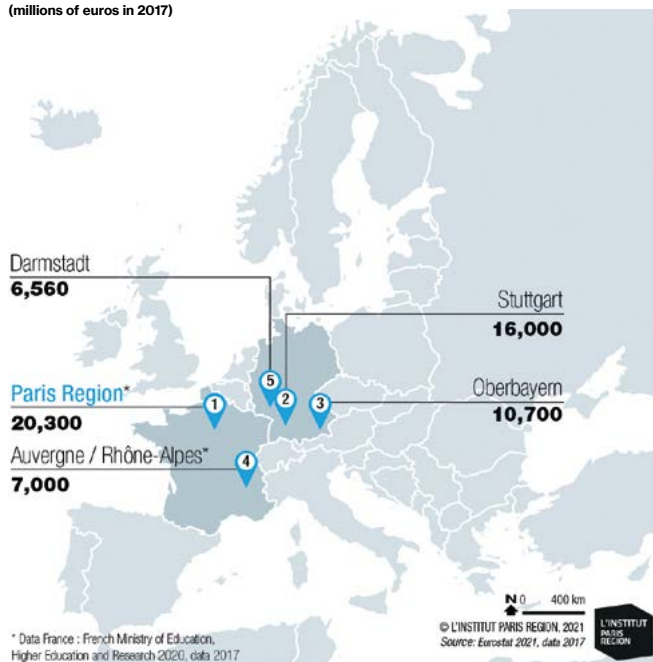 (millions of euros in 2017)
Darmstadt
6,560
Stuttgart
16,000
Paris Region*
20,300
Oberbayern
10,700
Auvergne / Rhône-Alpes*
7,000
5
2
1
3
4
N 0 400 km
© L'INSTITUT PARIS REGION, 2021
Source: Eurostat 2021, data 2017
* Data France : French Ministry of Education,
Higher Education and Research 2020, data 2017
L'INSTITUT
PARIS
REGION